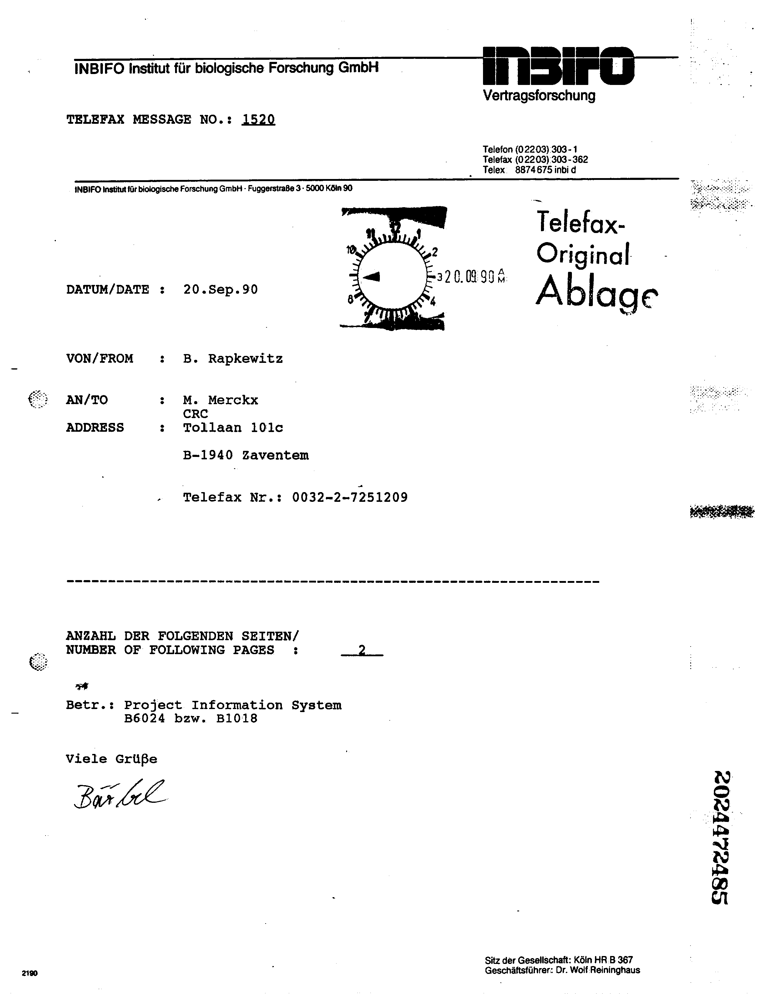 INBIFO Institut für biologische Forschung GmbH
INBIFO
Vertragsforschung
TELEFAX MESSAGE NO.: 1520
Telefon (02203) 303-1
Telefax (02203) 303-362
Telex 8874675 inbi d
INBIFO Institut für biologische Forschung GmbH · Fuggerstraße 3 · 5000 Köln 90
Telefax-
Original
Ablage
11 12 1
10 2
3 20.09.90
8 4
7
DATUM/DATE : 20.Sep.90
VON/FROM : B. Rapkewitz
AN/TO : M. Merckx
CRC
ADDRESS : Tollaan 101c
B-1940 Zaventem
Telefax Nr.: 0032-2-7251209
ANZAHL DER FOLGENDEN SEITEN/
NUMBER OF FOLLOWING PAGES : 2
Betr.: Project Information System
B6024 bzw. B1018
Viele Grüße
Bärbel
2024472485
Sitz der Gesellschaft: Köln HR B 367
Geschäftsführer: Dr. Wolf Reininghaus
2190